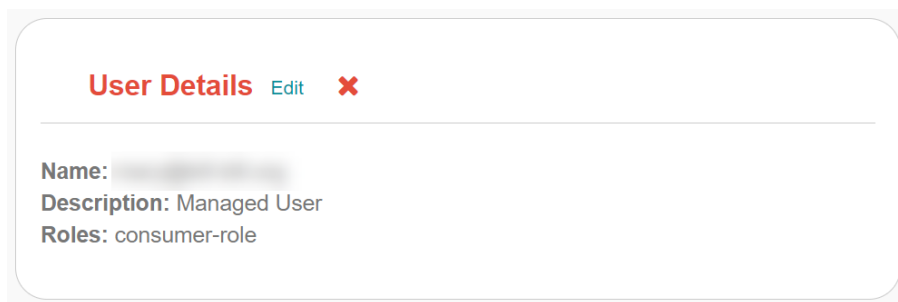 User Details Edit
Name:
Description: Managed User
Roles: consumer-role